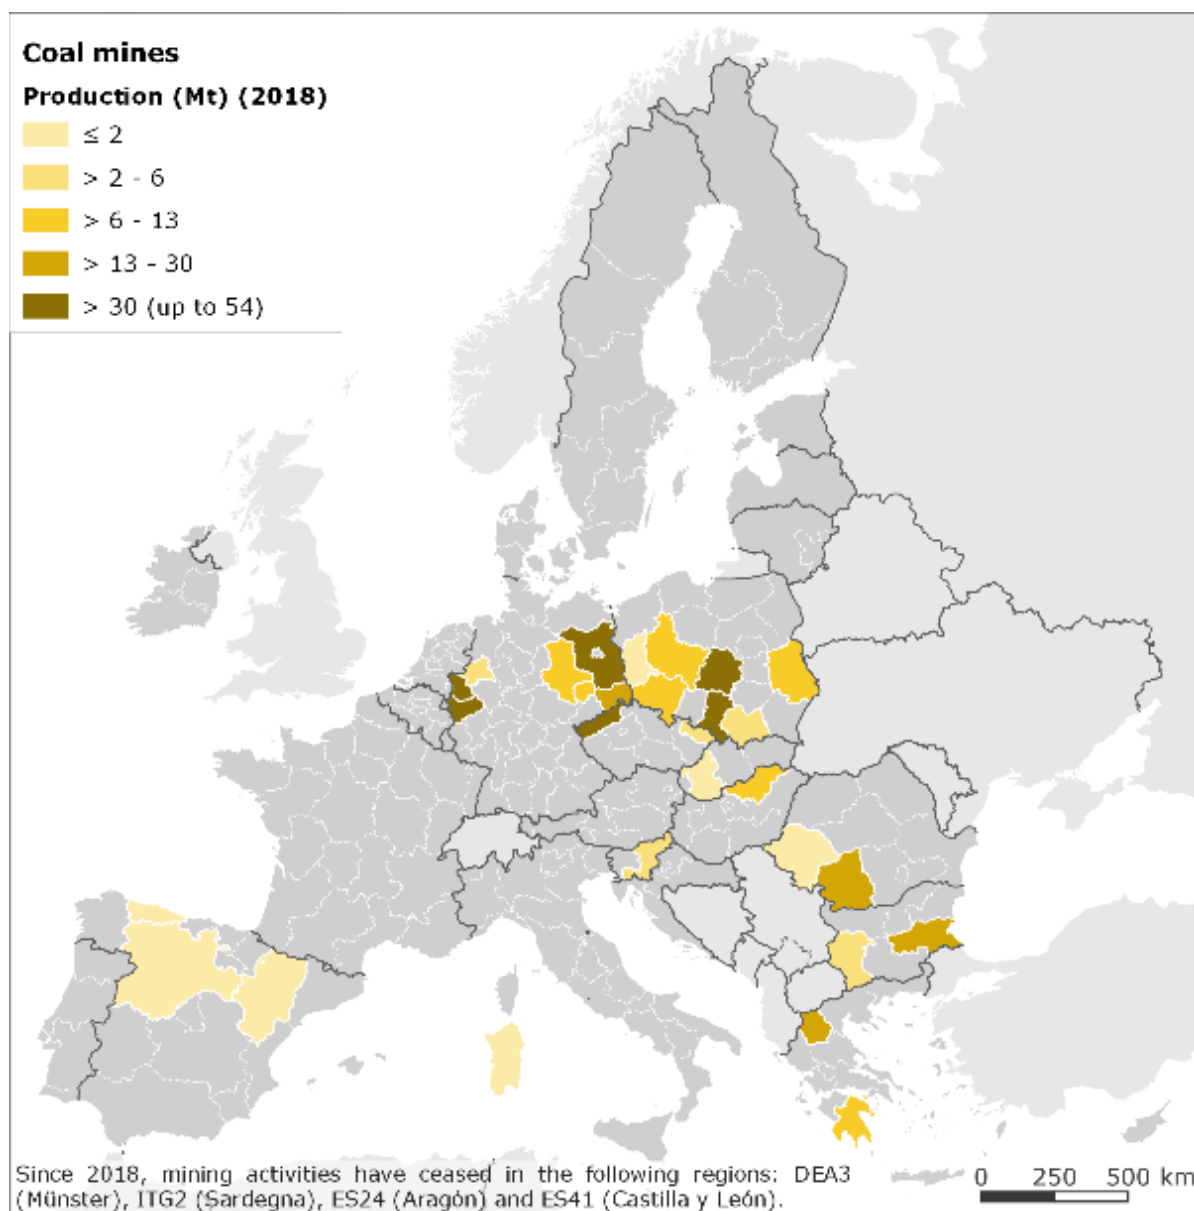 Coal mines
Production (Mt) (2018)
≤ 2
> 2 - 6
> 6 - 13
> 13 - 30
> 30 (up to 54)
Since 2018, mining activities have ceased in the following regions: DEA3
(Münster), ITG2 (Sardegna), ES24 (Aragón) and ES41 (Castilla y León).
0 250 500 km